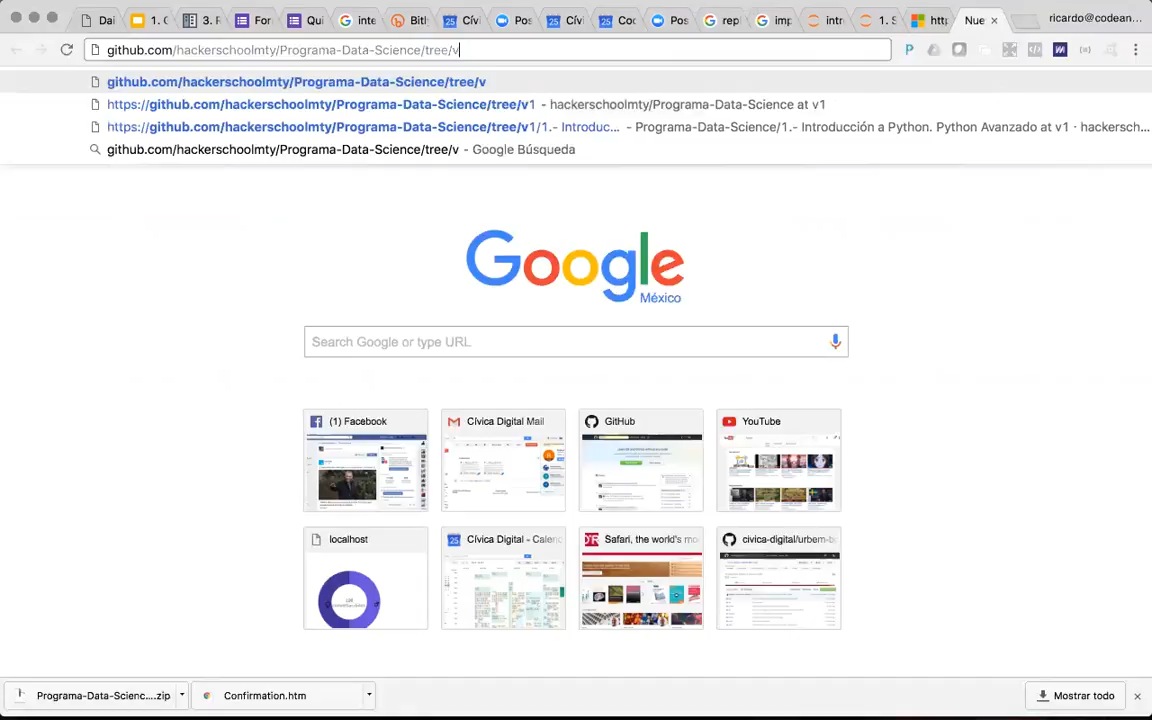 Dai 1. C 3. F For Qui inte Bitl Cívi Pos Cívi Coc Pos repl imp intr 1. S http Nue ricardo@codean...
github.com/hackerschoolmty/Programa-Data-Science/tree/v
github.com/hackerschoolmty/Programa-Data-Science/tree/v
https://github.com/hackerschoolmty/Programa-Data-Science/tree/v1 - hackerschoolmty/Programa-Data-Science at v1
https://github.com/hackerschoolmty/Programa-Data-Science/tree/v1/1.- Introduc... - Programa-Data-Science/1.- Introducción a Python. Python Avanzado at v1 · hackersch...
github.com/hackerschoolmty/Programa-Data-Science/tree/v - Google Búsqueda
Google
México
Search Google or type URL
(1) Facebook Cívica Digital Mail GitHub YouTube
localhost Cívica Digital - Calenc Safari, the world's mo civica-digital/urbem-bo
Programa-Data-Scienc....zip Confirmation.htm Mostrar todo